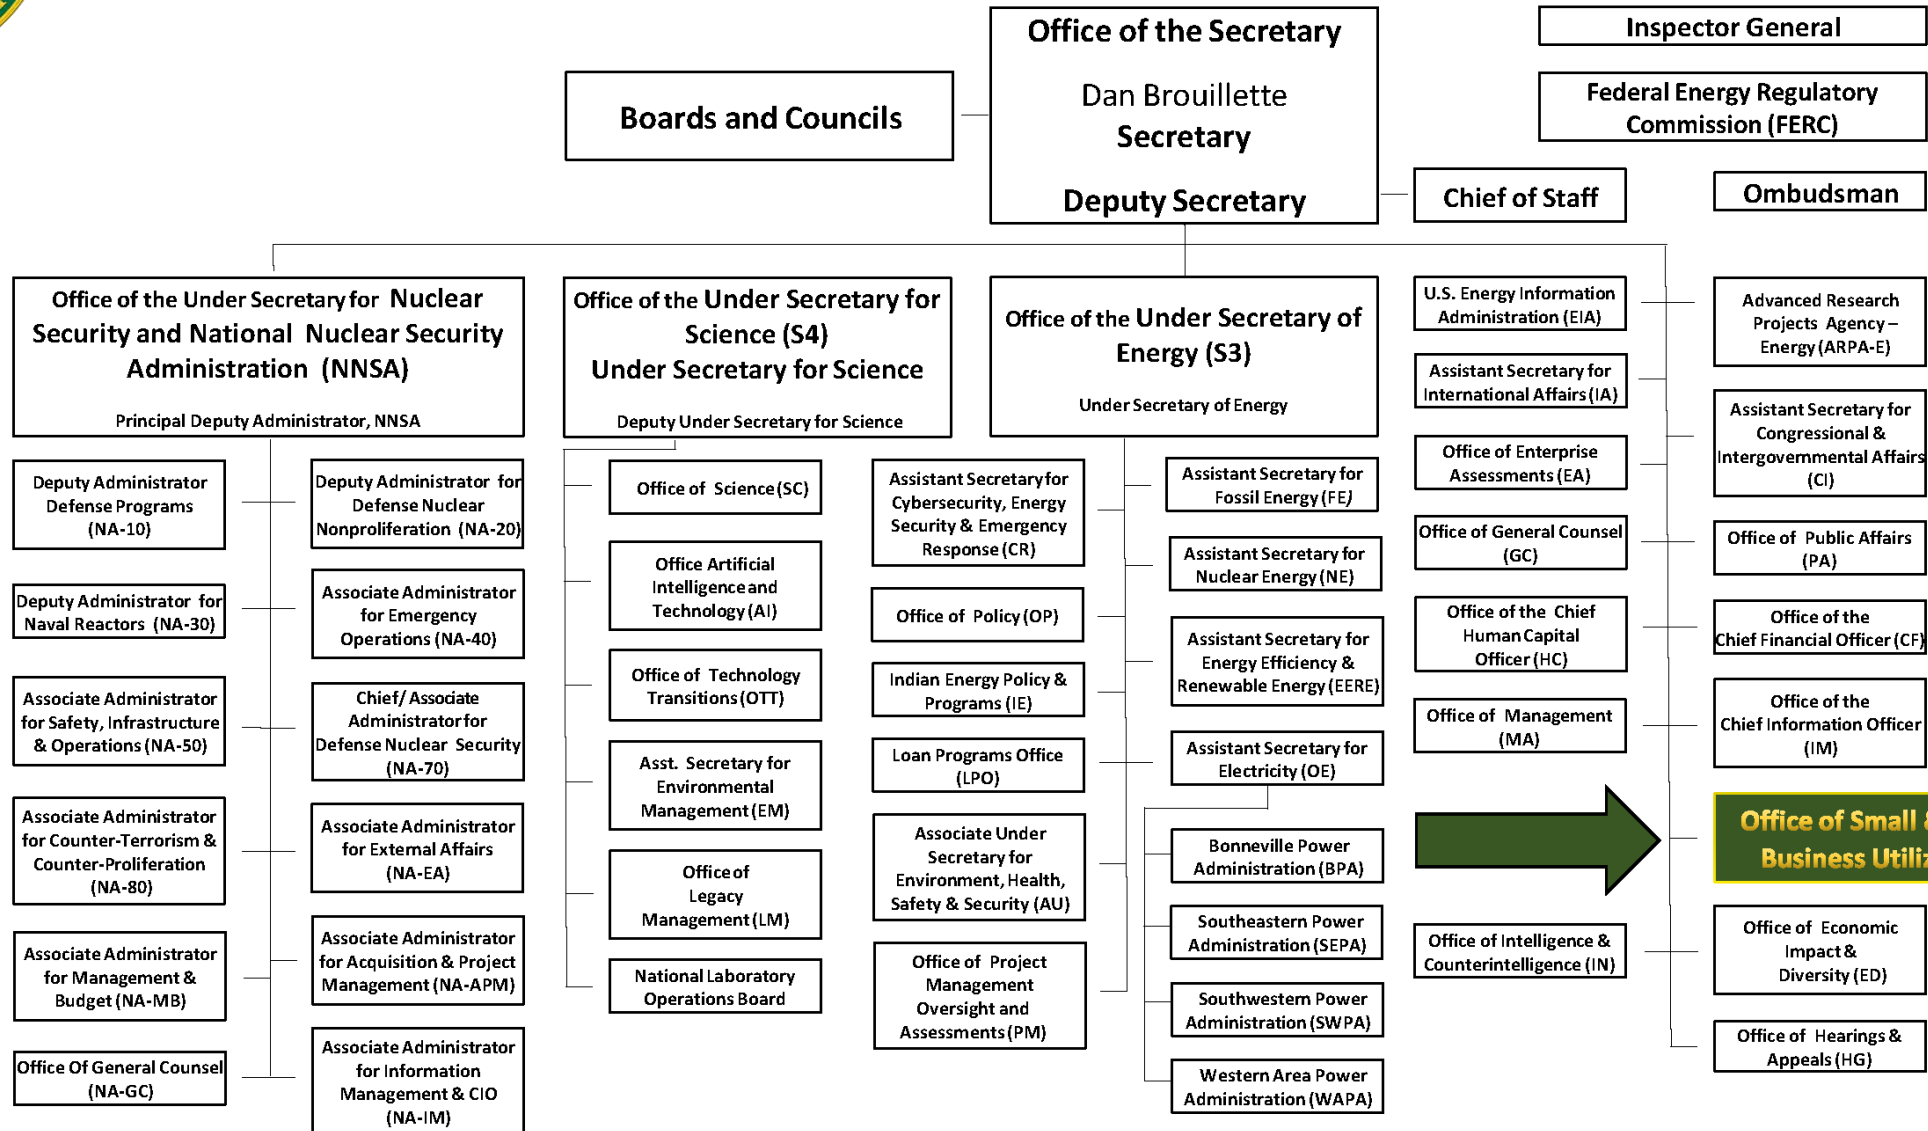 Office of the Secretary
Dan Brouillette
Secretary
Deputy Secretary
Boards and Councils
Inspector General
Federal Energy Regulatory
Commission (FERC)
Chief of Staff
Ombudsman
Office of the Under Secretary for Nuclear
Security and National Nuclear Security
Administration (NNSA)
Principal Deputy Administrator, NNSA
Deputy Administrator
Defense Programs
(NA-10)
Deputy Administrator for
Defense Nuclear
Nonproliferation (NA-20)
Deputy Administrator for
Naval Reactors (NA-30)
Associate Administrator
for Emergency
Operations (NA-40)
Associate Administrator
for Safety, Infrastructure
& Operations (NA-50)
Chief/ Associate
Administrator for
Defense Nuclear Security
(NA-70)
Associate Administrator
for Counter-Terrorism &
Counter-Proliferation
(NA-80)
Associate Administrator
for External Affairs
(NA-EA)
Associate Administrator
for Management &
Budget (NA-MB)
Associate Administrator
for Acquisition & Project
Management (NA-APM)
Office Of General Counsel
(NA-GC)
Associate Administrator
for Information
Management & CIO
(NA-IM)
Office of the Under Secretary for
Science (S4)
Under Secretary for Science
Deputy Under Secretary for Science
Office of Science (SC)
Office Artificial
Intelligence and
Technology (AI)
Office of Technology
Transitions (OTT)
Asst. Secretary for
Environmental
Management (EM)
Office of
Legacy
Management (LM)
National Laboratory
Operations Board
Office of the Under Secretary of
Energy (S3)
Under Secretary of Energy
Assistant Secretary for
Cybersecurity, Energy
Security & Emergency
Response (CR)
Assistant Secretary for
Fossil Energy (FE)
Assistant Secretary for
Nuclear Energy (NE)
Office of Policy (OP)
Assistant Secretary for
Energy Efficiency &
Renewable Energy (EERE)
Indian Energy Policy &
Programs (IE)
Loan Programs Office
(LPO)
Assistant Secretary for
Electricity (OE)
Associate Under
Secretary for
Environment, Health,
Safety & Security (AU)
Office of Project
Management
Oversight and
Assessments (PM)
Bonneville Power
Administration (BPA)
Southeastern Power
Administration (SEPA)
Southwestern Power
Administration (SWPA)
Western Area Power
Administration (WAPA)
U.S. Energy Information
Administration (EIA)
Advanced Research
Projects Agency –
Energy (ARPA-E)
Assistant Secretary for
International Affairs (IA)
Assistant Secretary for
Congressional &
Intergovernmental Affairs
(CI)
Office of Enterprise
Assessments (EA)
Office of General Counsel
(GC)
Office of Public Affairs
(PA)
Office of the Chief
Human Capital
Officer (HC)
Office of the
Chief Financial Officer (CF)
Office of Management
(MA)
Office of the
Chief Information Officer
(IM)
Office of Small &
Business
Office of Intelligence &
Counterintelligence (IN)
Office of Economic
Impact &
Diversity (ED)
Office of Hearings &
Appeals (HG)